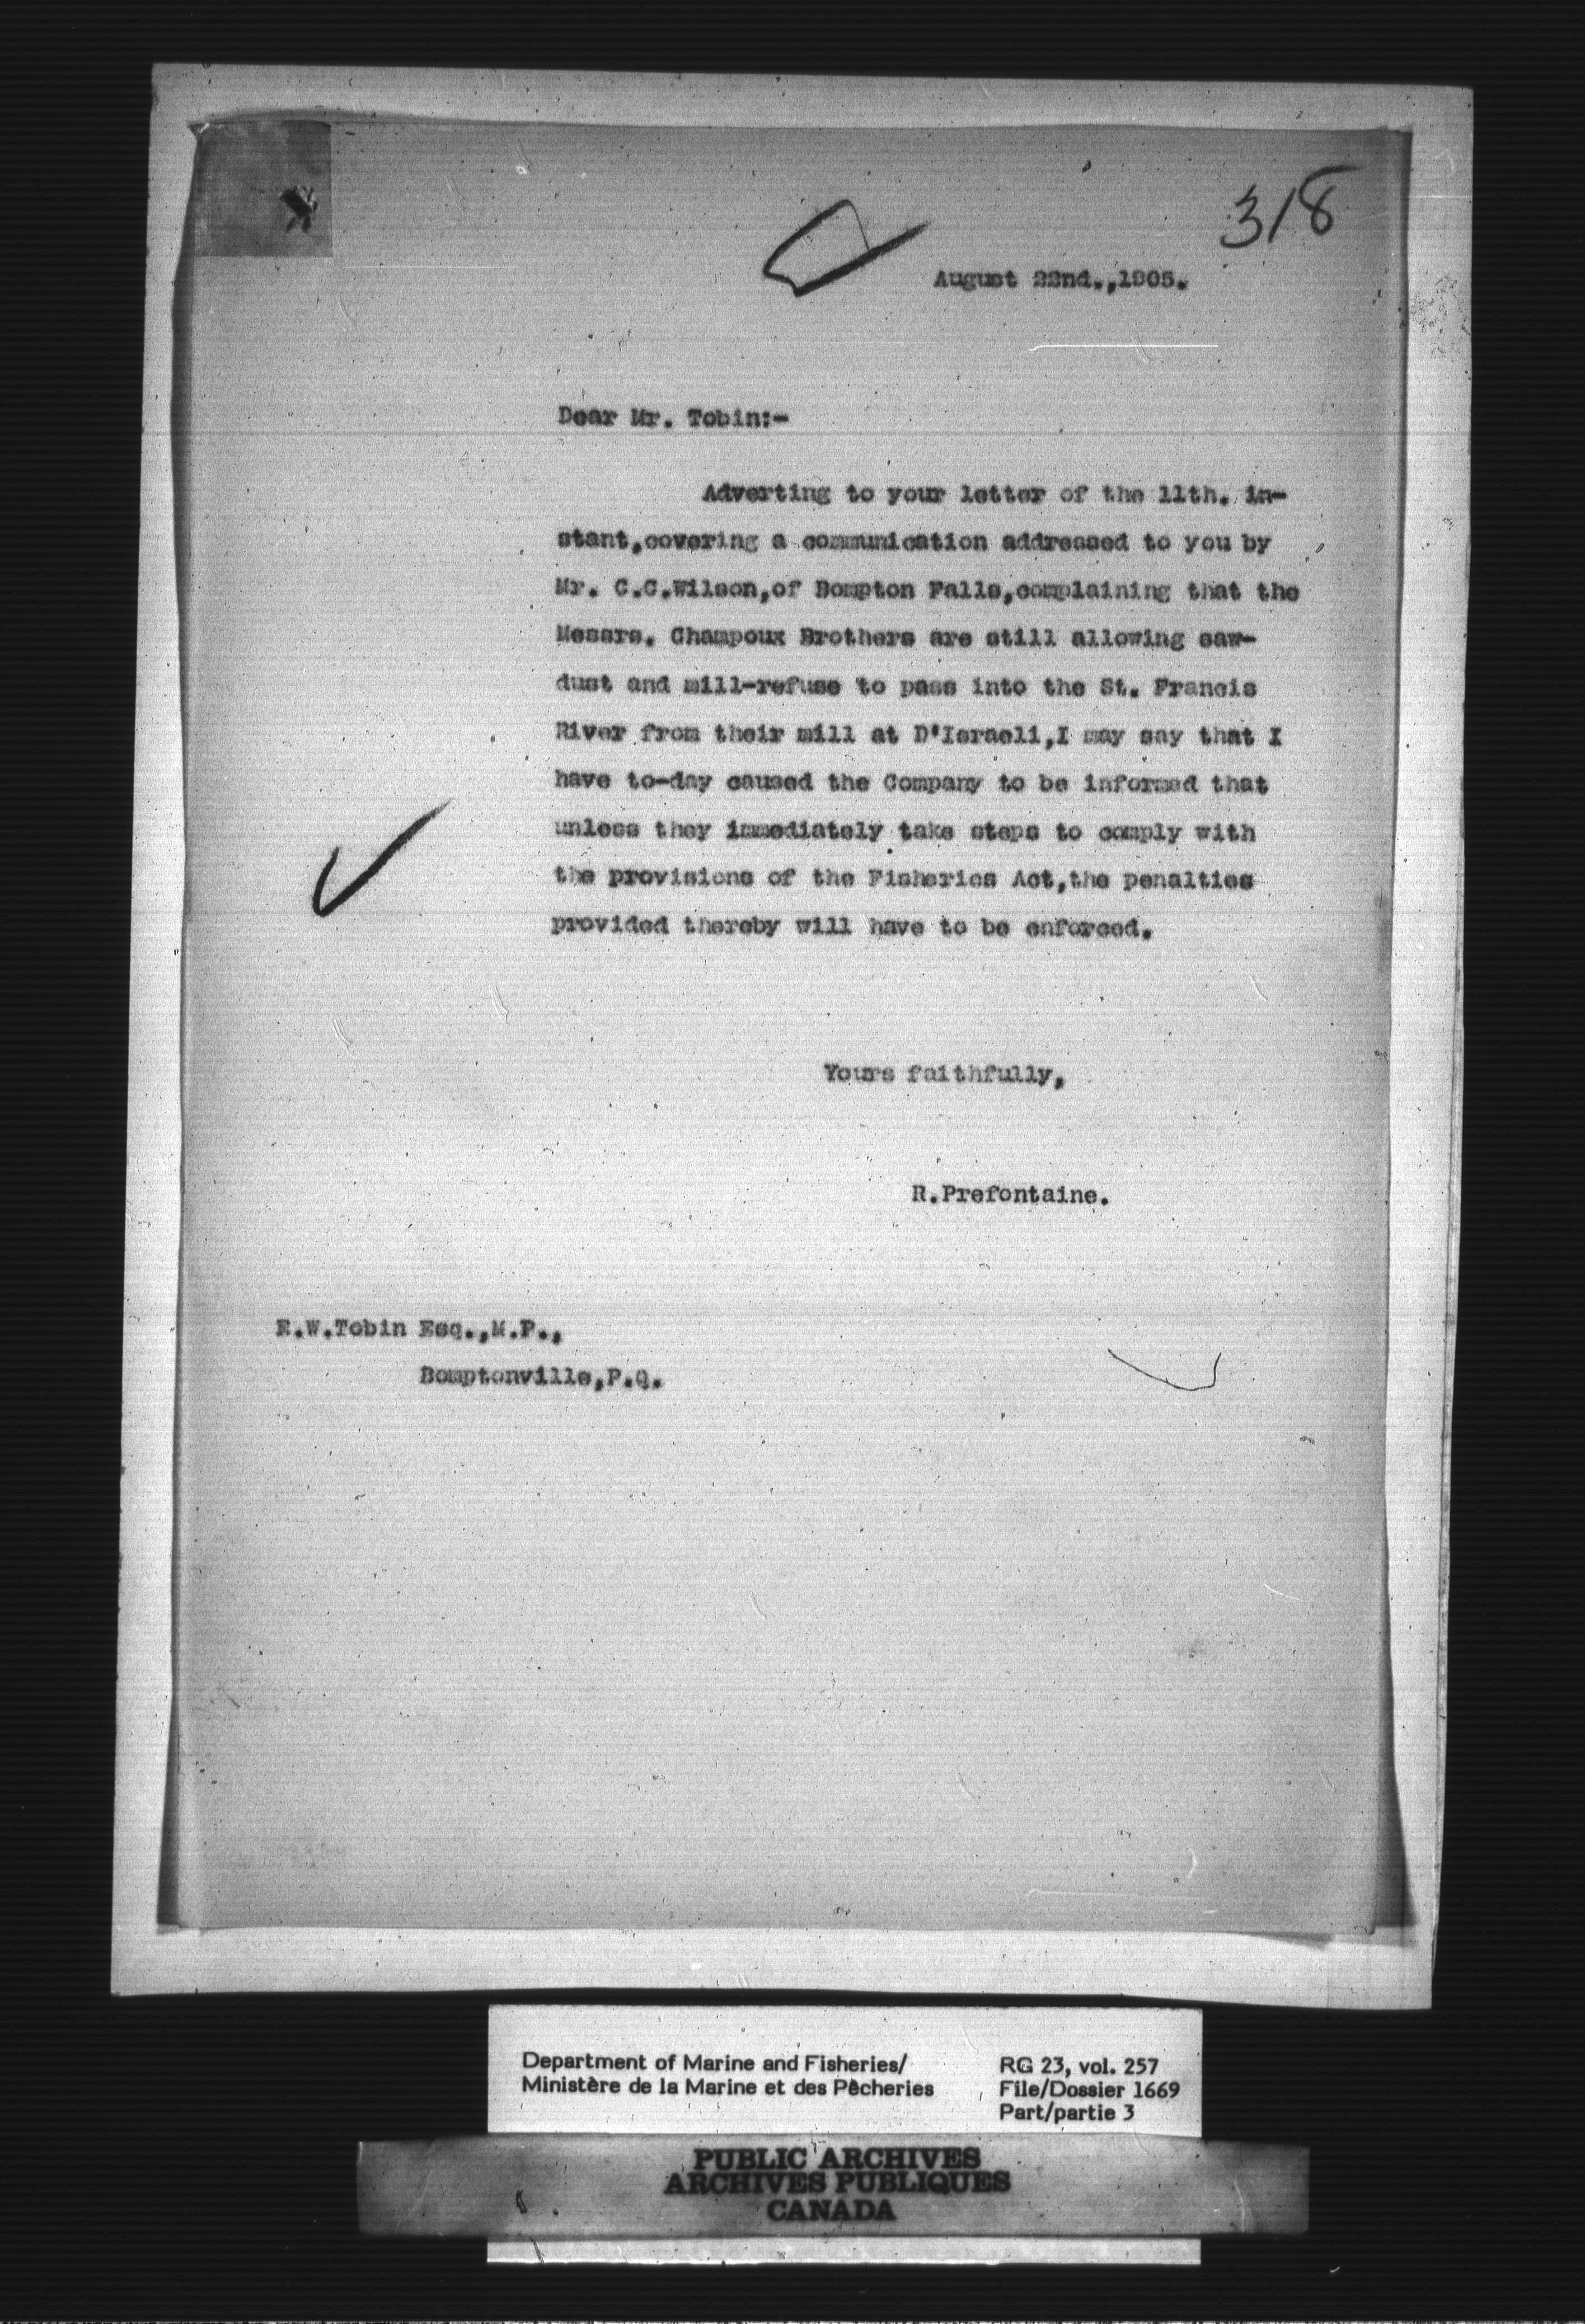 318
August 22nd.,1905.
Dear Mr. Tobin:-
Adverting to your letter of the 11th. in-
stant,covering a communication addressed to you by
Mr. C.C.Wilson,of Bompton Falls,complaining that the
Messrs. Champoux Brothers are still allowing saw-
dust and mill-refuse to pass into the St. Francis
River from their mill at D'Israeli,I may say that I
have to-day caused the Company to be informed that
unless they immediately take steps to comply with
the provisions of the Fisheries Act,the penalties
provided thereby will have to be enforced.
Yours faithfully,
R.Prefontaine.
E.W.Tobin Esq.,M.P.,
Bomptonville,P.Q.
Department of Marine and Fisheries/
Ministère de la Marine et des Pêcheries
RG 23, vol. 257
File/Dossier 1669
Part/partie 3
PUBLIC ARCHIVES
ARCHIVES PUBLIQUES
CANADA